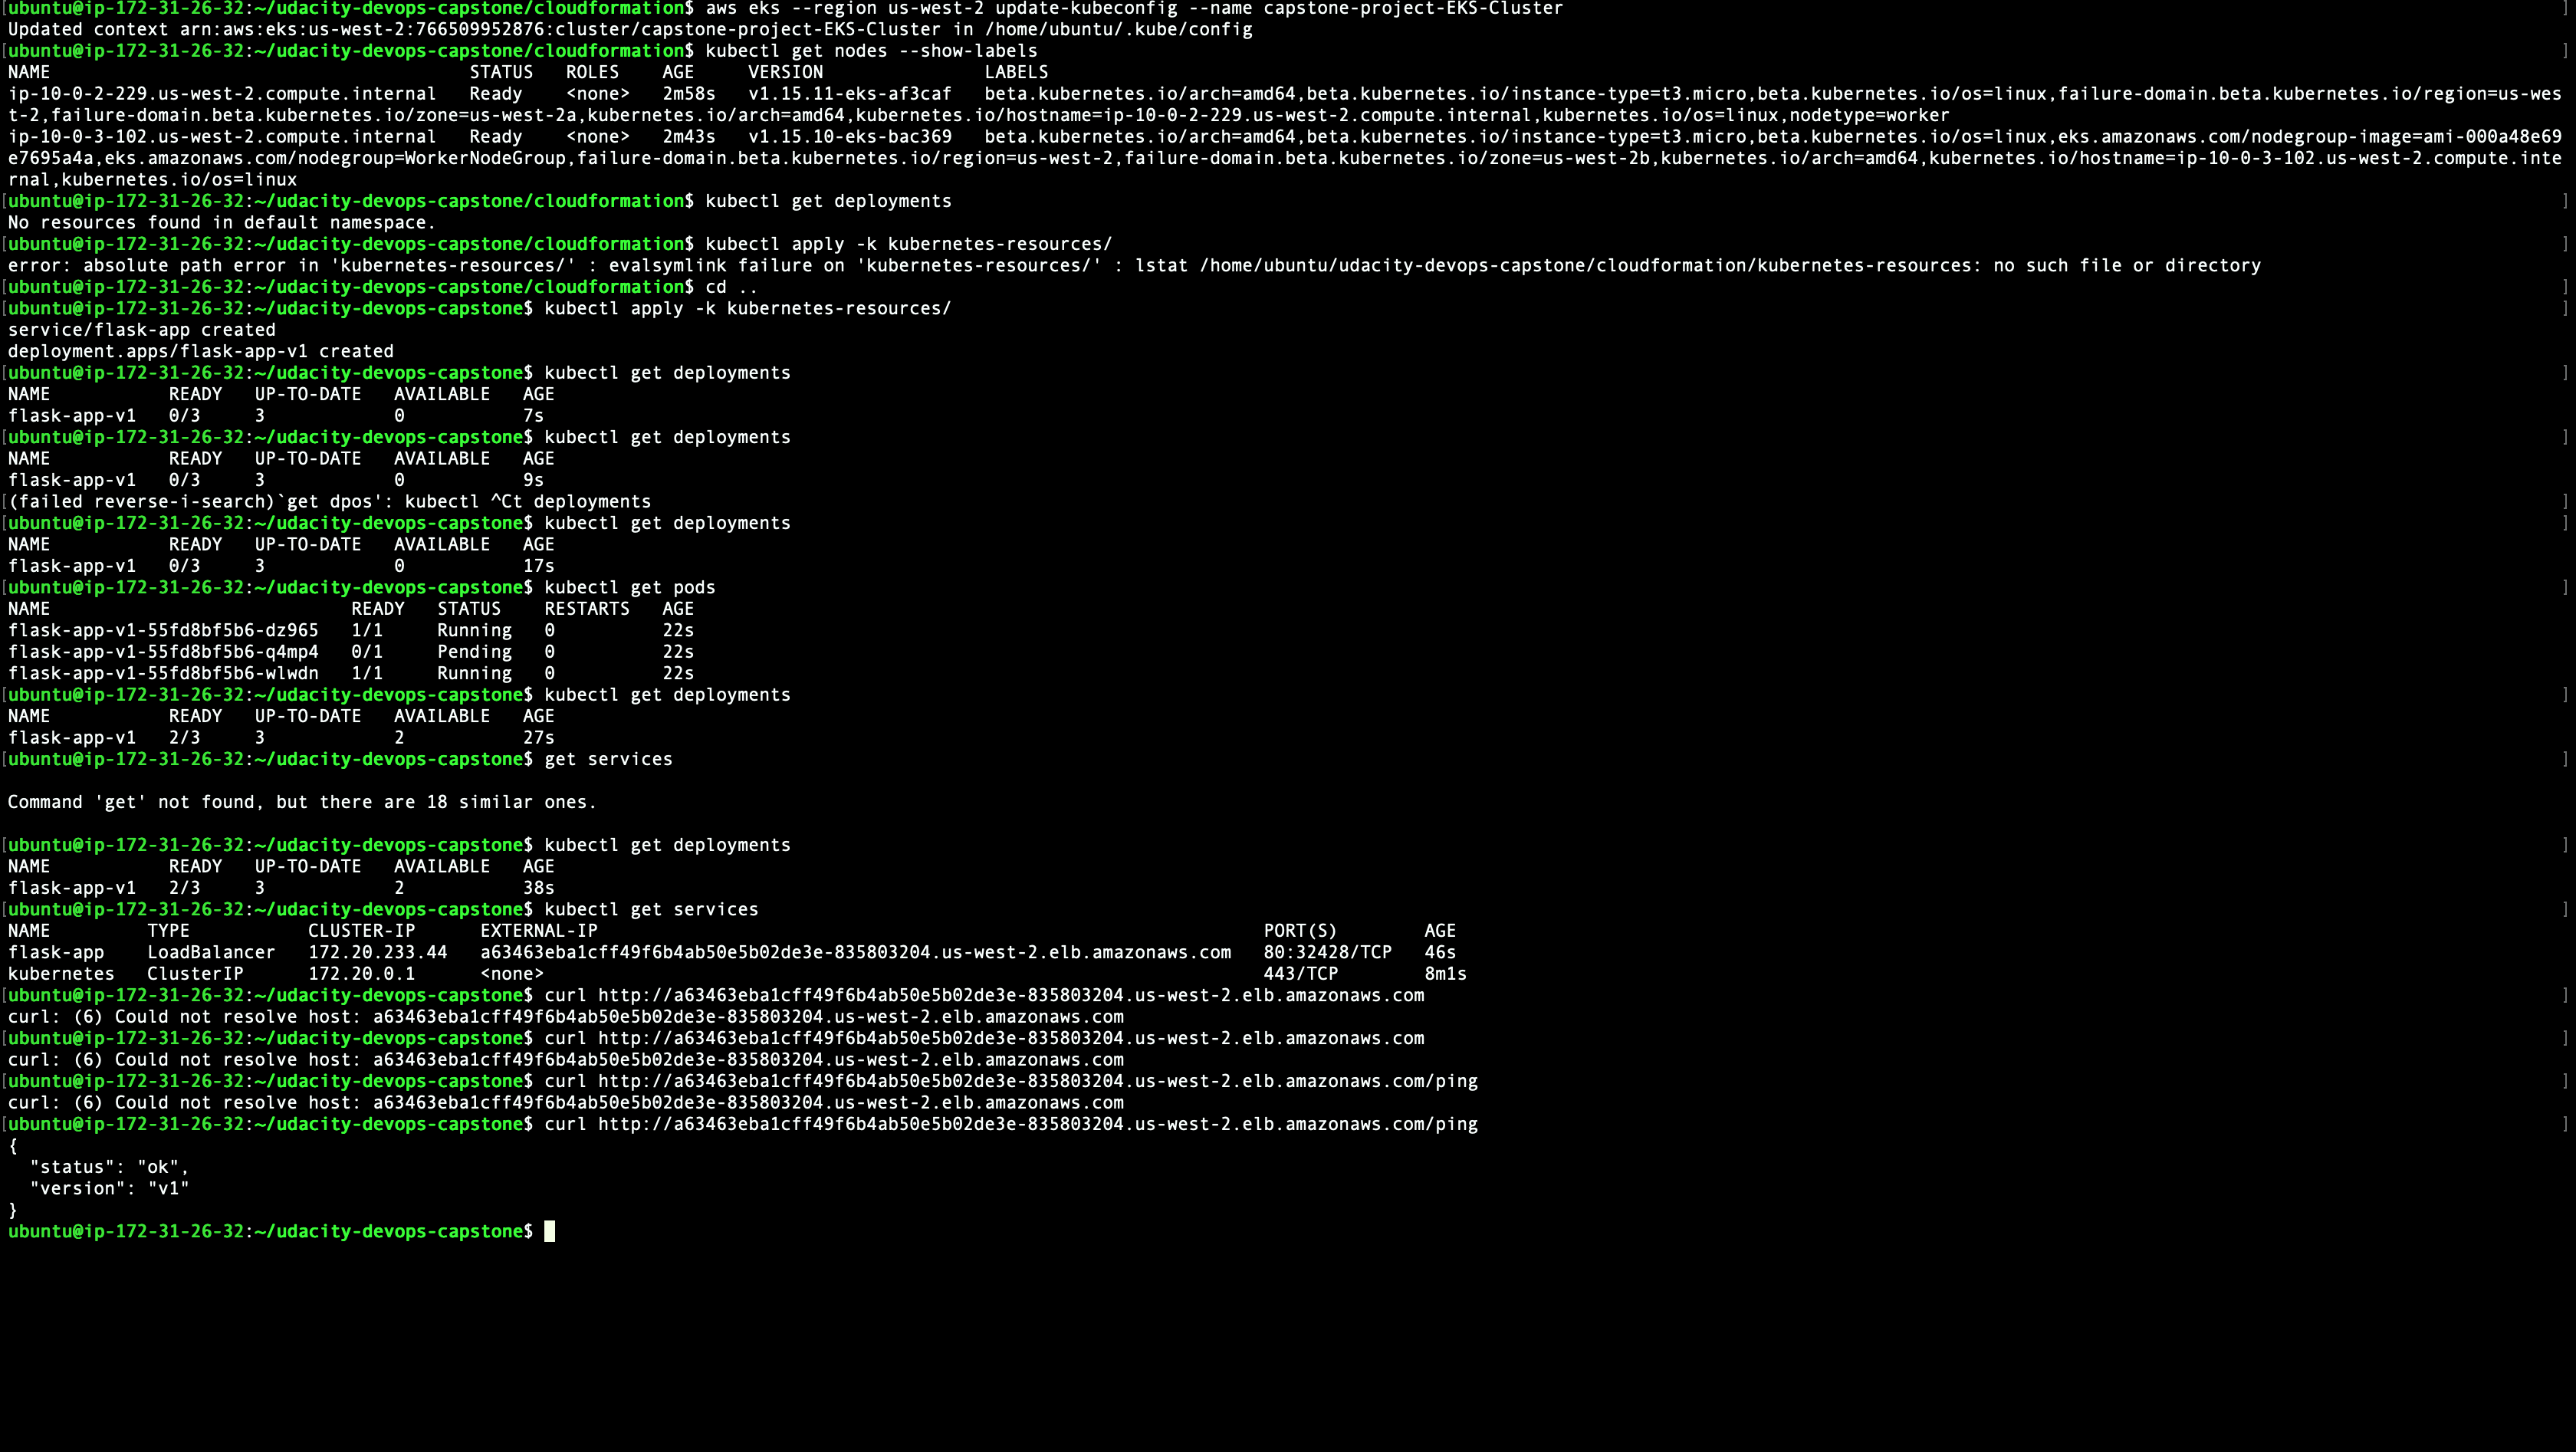 [ubuntu@ip-172-31-26-32:~/udacity-devops-capstone/cloudformation$ aws eks --region us-west-2 update-kubeconfig --name capstone-project-EKS-Cluster ]
Updated context arn:aws:eks:us-west-2:766509952876:cluster/capstone-project-EKS-Cluster in /home/ubuntu/.kube/config
[ubuntu@ip-172-31-26-32:~/udacity-devops-capstone/cloudformation$ kubectl get nodes --show-labels ]
NAME STATUS ROLES AGE VERSION LABELS
ip-10-0-2-229.us-west-2.compute.internal Ready <none> 2m58s v1.15.11-eks-af3caf beta.kubernetes.io/arch=amd64,beta.kubernetes.io/instance-type=t3.micro,beta.kubernetes.io/os=linux,failure-domain.beta.kubernetes.io/region=us-wes
t-2,failure-domain.beta.kubernetes.io/zone=us-west-2a,kubernetes.io/arch=amd64,kubernetes.io/hostname=ip-10-0-2-229.us-west-2.compute.internal,kubernetes.io/os=linux,nodetype=worker
ip-10-0-3-102.us-west-2.compute.internal Ready <none> 2m43s v1.15.10-eks-bac369 beta.kubernetes.io/arch=amd64,beta.kubernetes.io/instance-type=t3.micro,beta.kubernetes.io/os=linux,eks.amazonaws.com/nodegroup-image=ami-000a48e69
e7695a4a,eks.amazonaws.com/nodegroup=WorkerNodeGroup,failure-domain.beta.kubernetes.io/region=us-west-2,failure-domain.beta.kubernetes.io/zone=us-west-2b,kubernetes.io/arch=amd64,kubernetes.io/hostname=ip-10-0-3-102.us-west-2.compute.inte
rnal,kubernetes.io/os=linux
[ubuntu@ip-172-31-26-32:~/udacity-devops-capstone/cloudformation$ kubectl get deployments ]
No resources found in default namespace.
[ubuntu@ip-172-31-26-32:~/udacity-devops-capstone/cloudformation$ kubectl apply -k kubernetes-resources/ ]
error: absolute path error in 'kubernetes-resources/' : evalsymlink failure on 'kubernetes-resources/' : lstat /home/ubuntu/udacity-devops-capstone/cloudformation/kubernetes-resources: no such file or directory
[ubuntu@ip-172-31-26-32:~/udacity-devops-capstone/cloudformation$ cd .. ]
[ubuntu@ip-172-31-26-32:~/udacity-devops-capstone$ kubectl apply -k kubernetes-resources/ ]
service/flask-app created
deployment.apps/flask-app-v1 created
[ubuntu@ip-172-31-26-32:~/udacity-devops-capstone$ kubectl get deployments ]
NAME READY UP-TO-DATE AVAILABLE AGE
flask-app-v1 0/3 3 0 7s
[ubuntu@ip-172-31-26-32:~/udacity-devops-capstone$ kubectl get deployments ]
NAME READY UP-TO-DATE AVAILABLE AGE
flask-app-v1 0/3 3 0 9s
[(failed reverse-i-search)`get dpos': kubectl ^Ct deployments ]
[ubuntu@ip-172-31-26-32:~/udacity-devops-capstone$ kubectl get deployments ]
NAME READY UP-TO-DATE AVAILABLE AGE
flask-app-v1 0/3 3 0 17s
[ubuntu@ip-172-31-26-32:~/udacity-devops-capstone$ kubectl get pods ]
NAME READY STATUS RESTARTS AGE
flask-app-v1-55fd8bf5b6-dz965 1/1 Running 0 22s
flask-app-v1-55fd8bf5b6-q4mp4 0/1 Pending 0 22s
flask-app-v1-55fd8bf5b6-wlwdn 1/1 Running 0 22s
[ubuntu@ip-172-31-26-32:~/udacity-devops-capstone$ kubectl get deployments ]
NAME READY UP-TO-DATE AVAILABLE AGE
flask-app-v1 2/3 3 2 27s
[ubuntu@ip-172-31-26-32:~/udacity-devops-capstone$ get services ]
Command 'get' not found, but there are 18 similar ones.
[ubuntu@ip-172-31-26-32:~/udacity-devops-capstone$ kubectl get deployments ]
NAME READY UP-TO-DATE AVAILABLE AGE
flask-app-v1 2/3 3 2 38s
[ubuntu@ip-172-31-26-32:~/udacity-devops-capstone$ kubectl get services ]
NAME TYPE CLUSTER-IP EXTERNAL-IP PORT(S) AGE
flask-app LoadBalancer 172.20.233.44 a63463eba1cff49f6b4ab50e5b02de3e-835803204.us-west-2.elb.amazonaws.com 80:32428/TCP 46s
kubernetes ClusterIP 172.20.0.1 <none> 443/TCP 8m1s
[ubuntu@ip-172-31-26-32:~/udacity-devops-capstone$ curl http://a63463eba1cff49f6b4ab50e5b02de3e-835803204.us-west-2.elb.amazonaws.com ]
curl: (6) Could not resolve host: a63463eba1cff49f6b4ab50e5b02de3e-835803204.us-west-2.elb.amazonaws.com
[ubuntu@ip-172-31-26-32:~/udacity-devops-capstone$ curl http://a63463eba1cff49f6b4ab50e5b02de3e-835803204.us-west-2.elb.amazonaws.com ]
curl: (6) Could not resolve host: a63463eba1cff49f6b4ab50e5b02de3e-835803204.us-west-2.elb.amazonaws.com
[ubuntu@ip-172-31-26-32:~/udacity-devops-capstone$ curl http://a63463eba1cff49f6b4ab50e5b02de3e-835803204.us-west-2.elb.amazonaws.com/ping ]
curl: (6) Could not resolve host: a63463eba1cff49f6b4ab50e5b02de3e-835803204.us-west-2.elb.amazonaws.com
[ubuntu@ip-172-31-26-32:~/udacity-devops-capstone$ curl http://a63463eba1cff49f6b4ab50e5b02de3e-835803204.us-west-2.elb.amazonaws.com/ping ]
{
"status": "ok",
"version": "v1"
}
ubuntu@ip-172-31-26-32:~/udacity-devops-capstone$